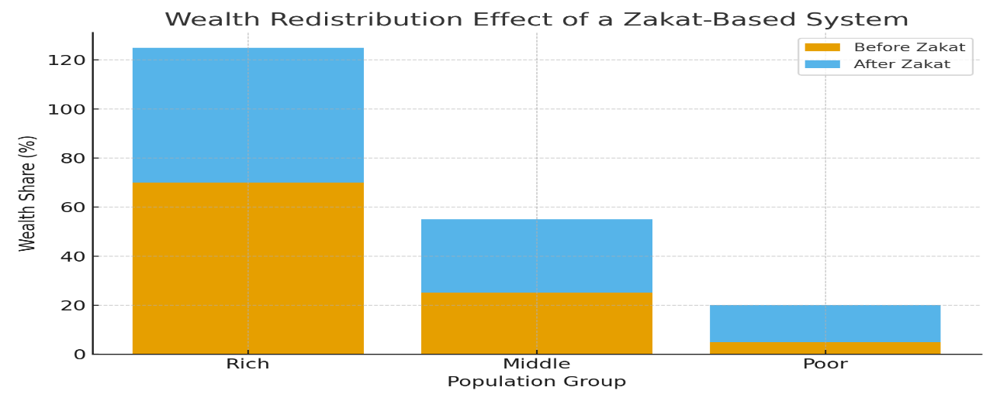 Wealth Redistribution Effect of a Zakat-Based System
Before Zakat
After Zakat
Wealth Share (%)
120
100
80
60
40
20
0
Rich Middle Poor
Population Group